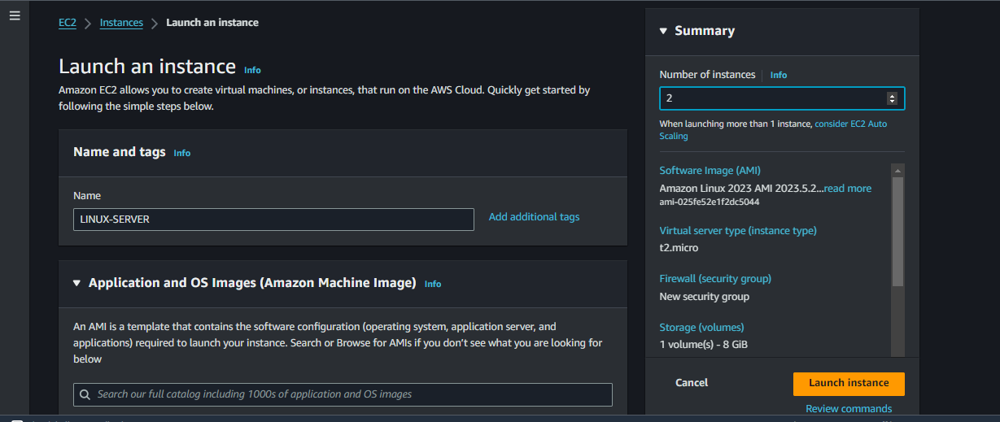 EC2 > Instances > Launch an instance
Launch an instance Info
Amazon EC2 allows you to create virtual machines, or instances, that run on the AWS Cloud. Quickly get started by
following the simple steps below.
Name and tags Info
Name
LINUX-SERVER
Add additional tags
Application and OS Images (Amazon Machine Image) Info
An AMI is a template that contains the software configuration (operating system, application server, and
applications) required to launch your instance. Search or Browse for AMIs if you don’t see what you are looking for
below
Search our full catalog including 1000s of application and OS images
Summary
Number of instances Info
2
When launching more than 1 instance, consider EC2 Auto
Scaling
Software Image (AMI)
Amazon Linux 2023 AMI 2023.5.2...read more
ami-025fe52e1f2dc5044
Virtual server type (instance type)
t2.micro
Firewall (security group)
New security group
Storage (volumes)
1 volume(s) - 8 GiB
Cancel
Launch instance
Review commands